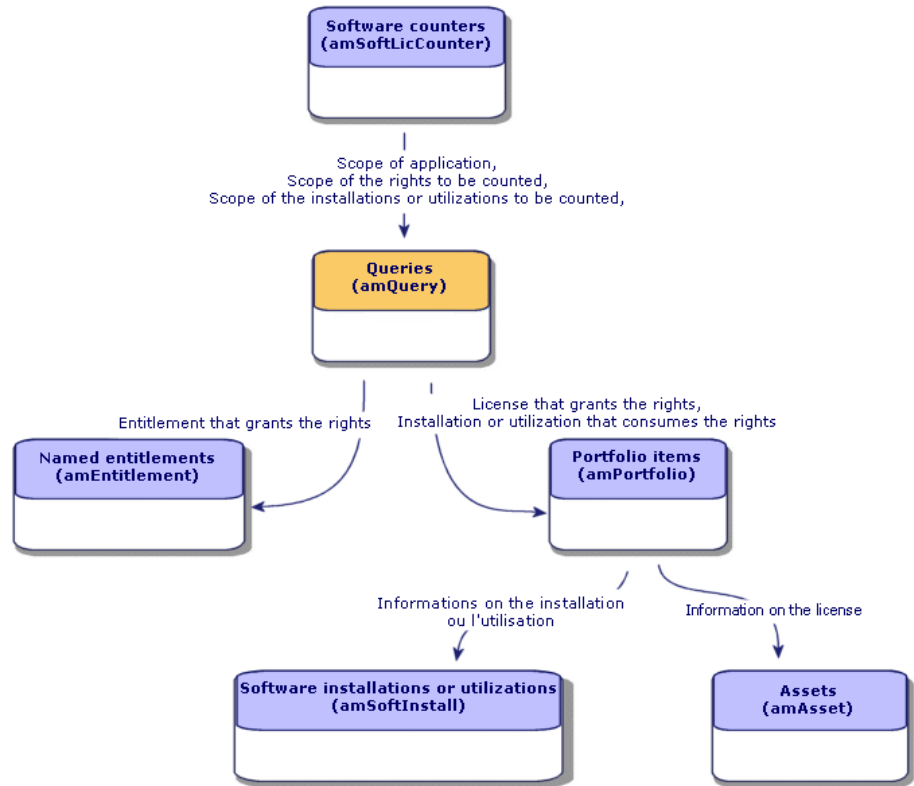 Software counters
(amSoftLicCounter)
Scope of application,
Scope of the rights to be counted,
Scope of the installations or utilizations to be counted,
Queries
(amQuery)
Entitlement that grants the rights
License that grants the rights,
Installation or utilization that consumes the rights
Named entitlements
(amEntitlement)
Portfolio items
(amPortfolio)
Informations on the installation
ou l'utilisation
Information on the license
Software installations or utilizations
(amSoftInstall)
Assets
(amAsset)